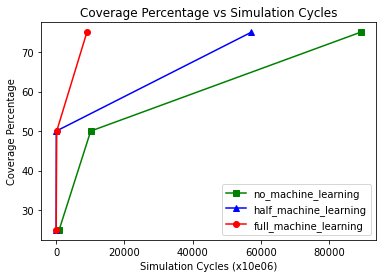 Coverage Percentage vs Simulation Cycles
Coverage Percentage
70
60
50
40
30
no_machine_learning
half_machine_learning
full_machine_learning
0
20000
40000
60000
80000
Simulation Cycles (x10e06)